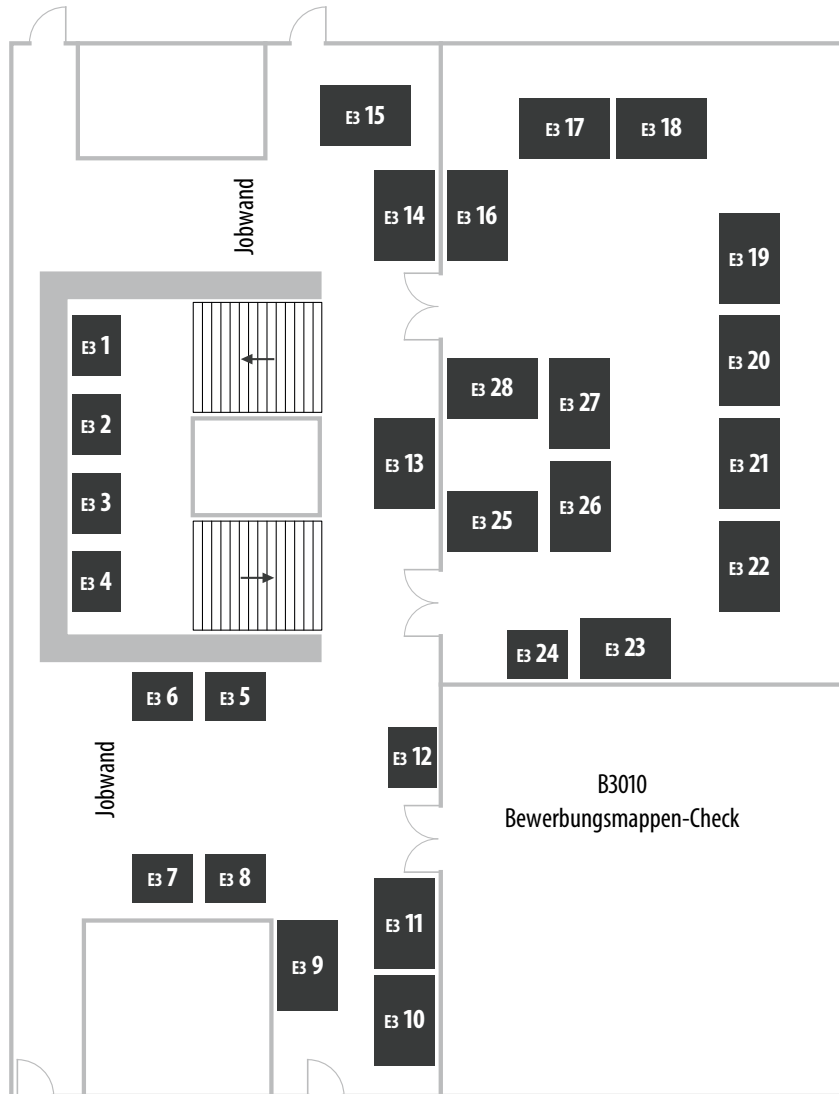 E3 15
E3 17
E3 18
Jobwand
E3 14
E3 16
E3 19
E3 1
E3 20
E3 2
E3 28
E3 27
E3 13
E3 21
E3 3
E3 25
E3 26
E3 4
E3 22
E3 24
E3 23
E3 6
E3 5
Jobwand
E3 12
B3010
Bewerbungsmappen-Check
E3 7
E3 8
E3 11
E3 9
E3 10